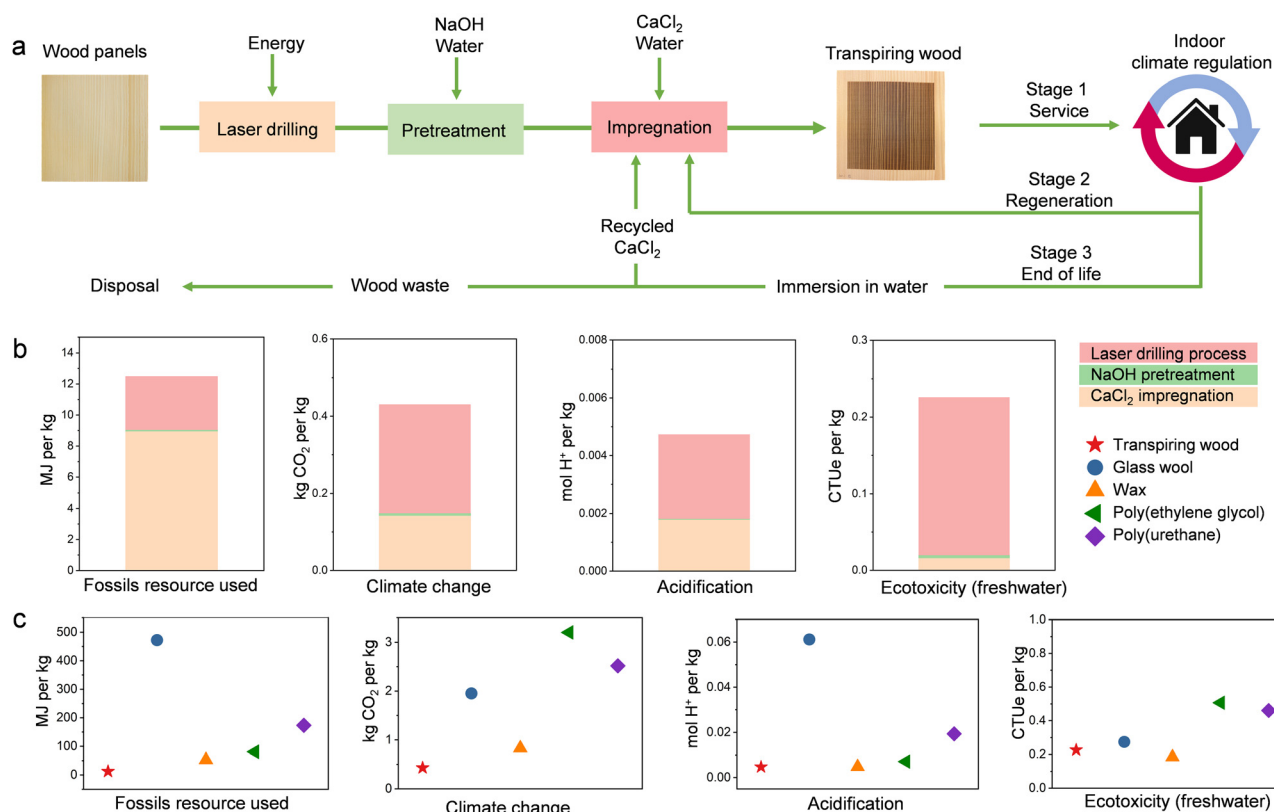 a
Wood panels
Energy
NaOH
Water
CaCl₂
Water
Transpiring wood
Indoor
climate regulation
Laser drilling
Pretreatment
Impregnation
Stage 1
Service
Stage 2
Regeneration
Recycled
CaCl₂
Stage 3
End of life
Disposal
Wood waste
Immersion in water
b
MJ per kg
14
12
10
8
6
4
2
0
Fossils resource used
kg CO₂ per kg
0.6
0.4
0.2
0.0
Climate change
mol H⁺ per kg
0.008
0.006
0.004
0.002
0.000
Acidification
CTUe per kg
0.3
0.2
0.1
0.0
Ecotoxicity (freshwater)
Laser drilling process
NaOH pretreatment
CaCl₂ impregnation
Transpiring wood
Glass wool
Wax
Poly(ethylene glycol)
Poly(urethane)
c
MJ per kg
500
400
300
200
100
0
Fossils resource used
kg CO₂ per kg
3
2
1
0
Climate change
mol H⁺ per kg
0.06
0.04
0.02
0.00
Acidification
CTUe per kg
1.0
0.8
0.6
0.4
0.2
0.0
Ecotoxicity (freshwater)